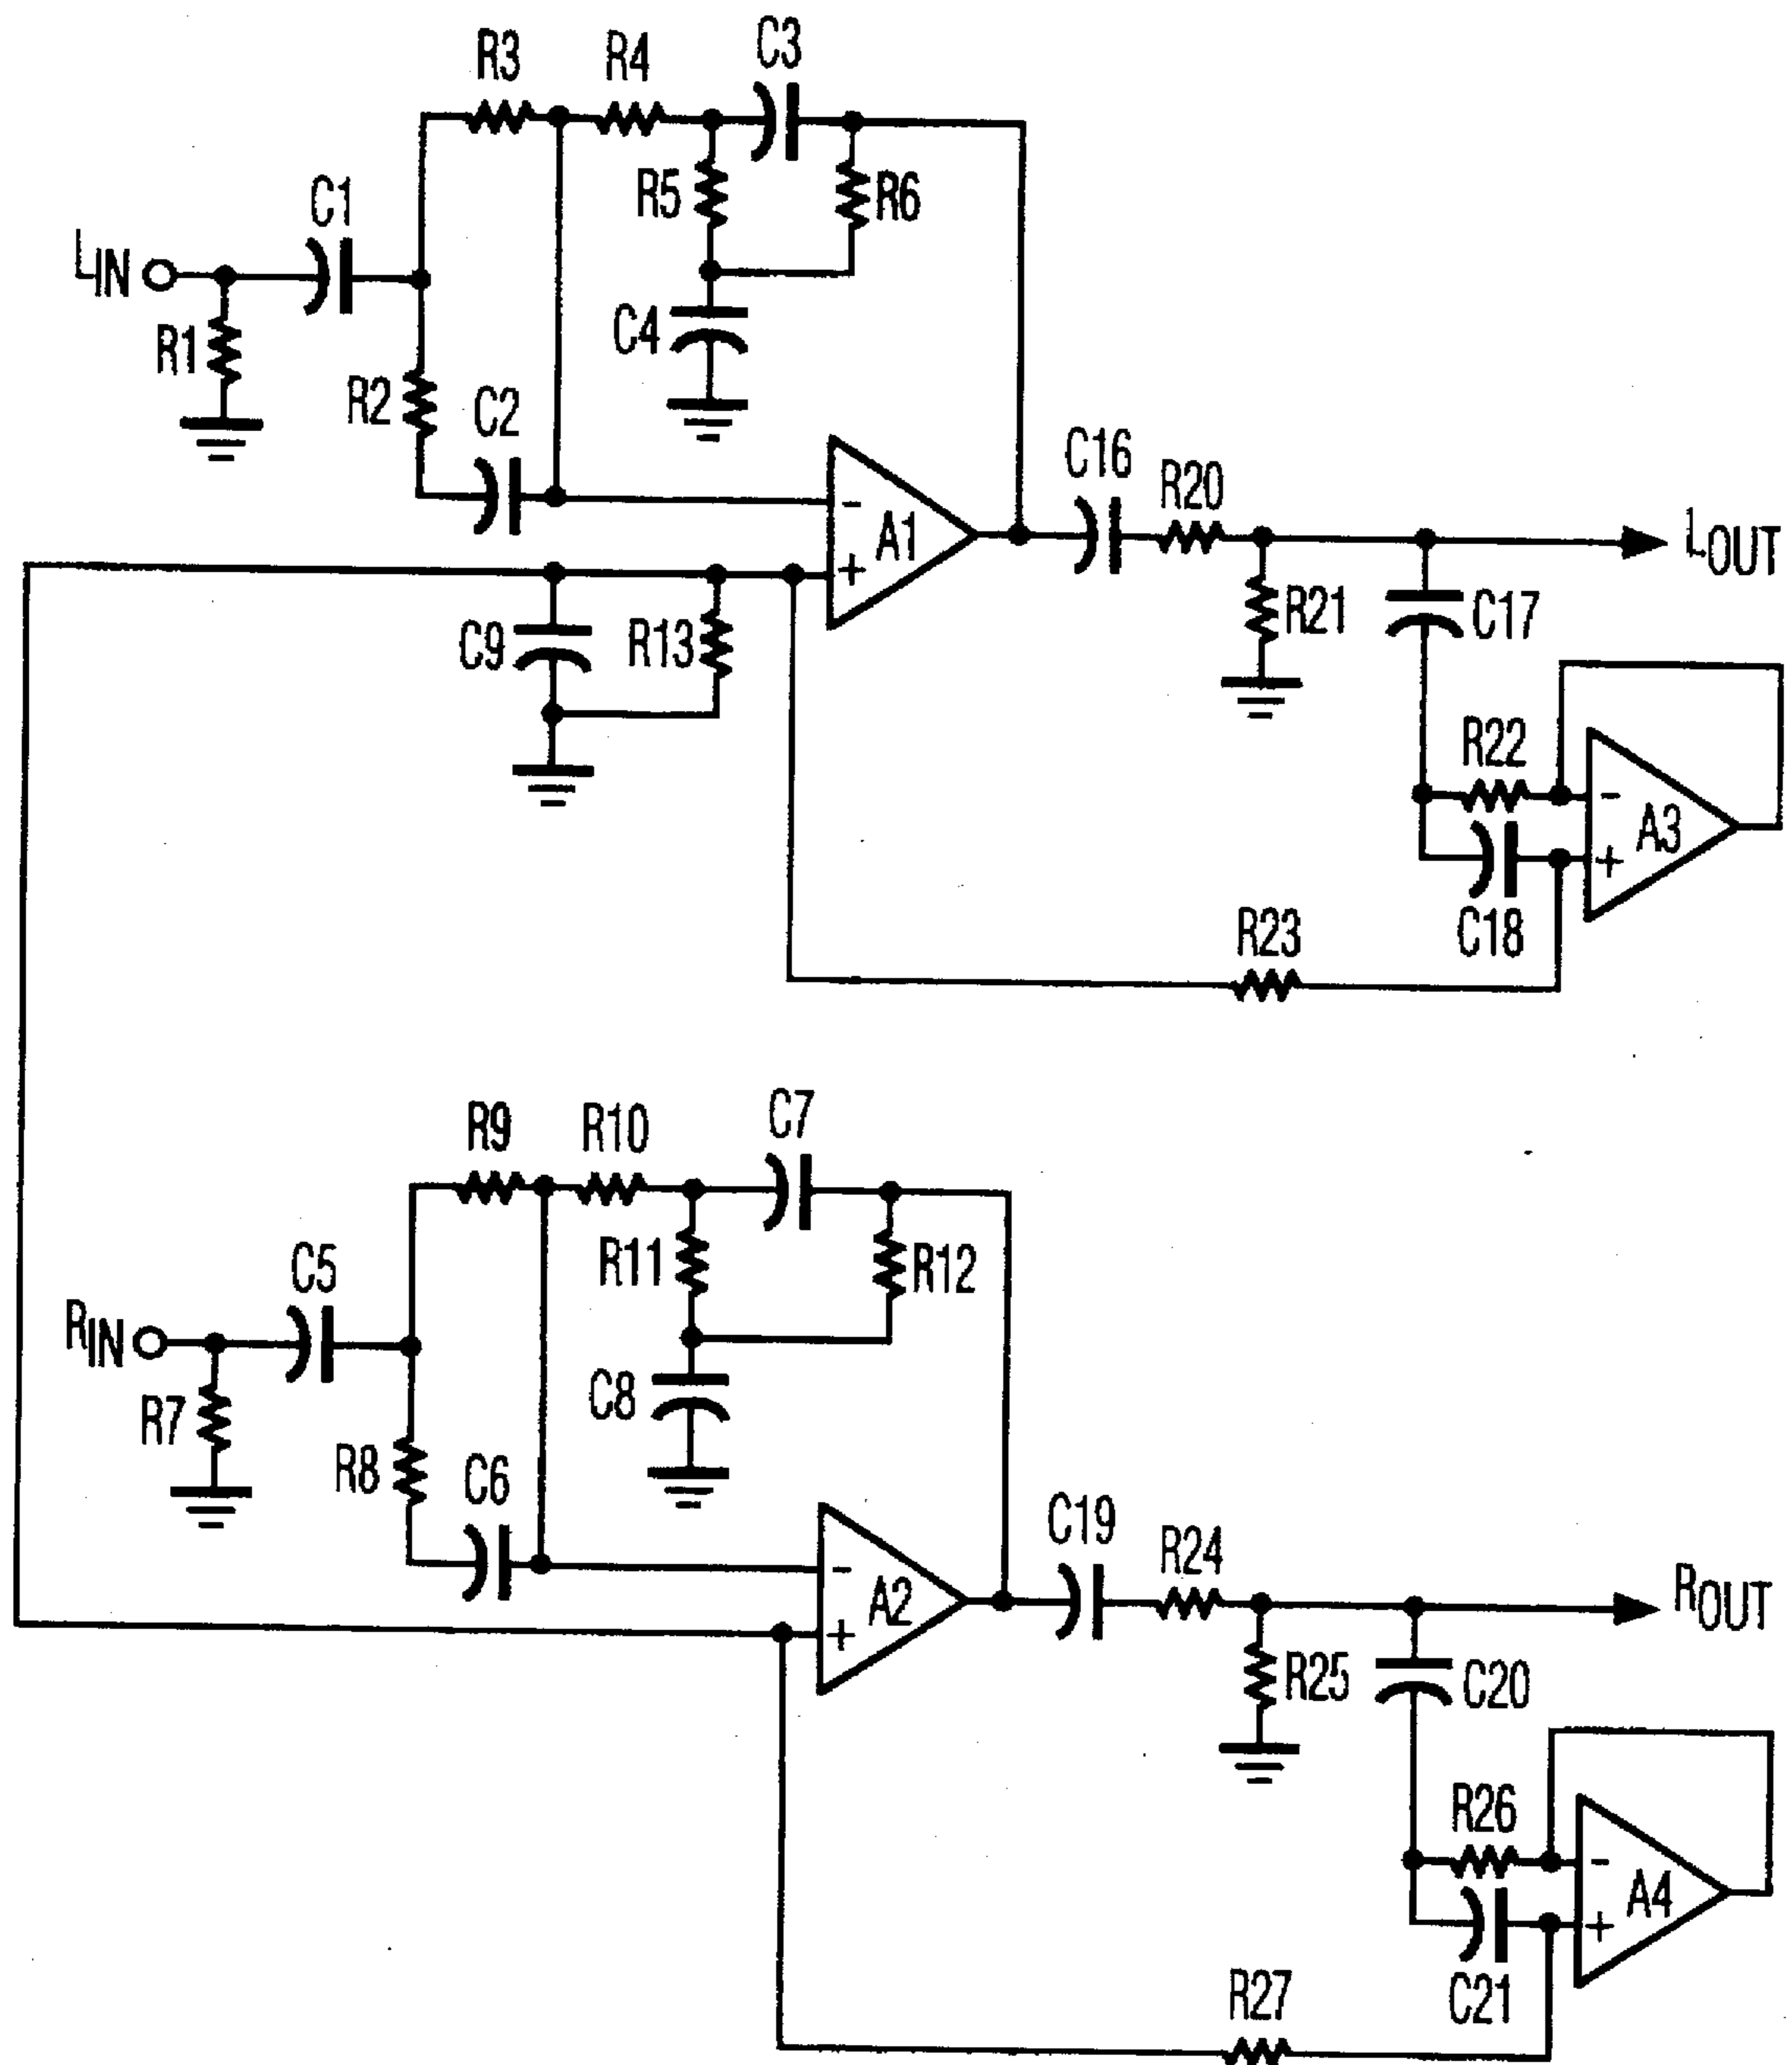 C3
R3
R4
R5
R6
C1
LIN
R1
C4
R2
C2
C16
R20
-
A1
+
LOUT
R21
C17
C9
R13
R22
-
A3
+
C18
R23
C7
R9
R10
R11
R12
C5
RIN
C8
R7
R8
C6
C19
R24
-
A2
+
ROUT
R25
C20
R26
-
A4
+
C21
R27